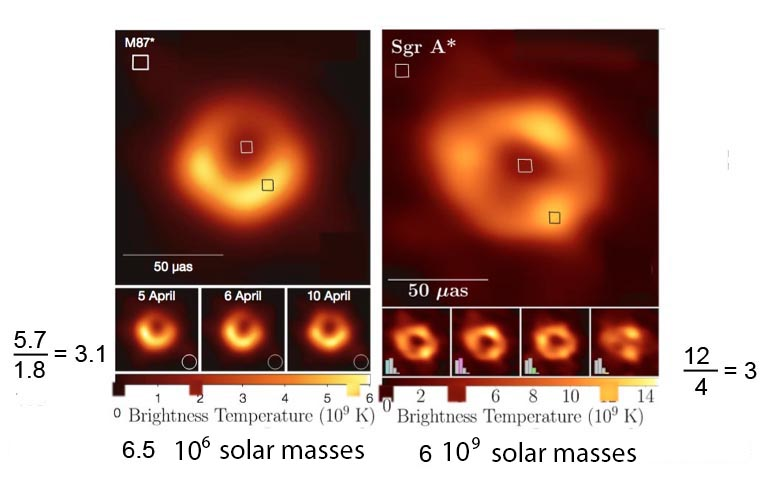 M87*
Sgr A*
50 µas
50 µas
5 April
6 April
10 April
5.7
1.8
= 3.1
12
4
= 3
0 1 2 3 4 5 6
Brightness Temperature (10⁹ K)
0 2 6 8 10 14
Brightness Temperature (10⁹ K)
6.5 10⁶ solar masses
6 10⁹ solar masses